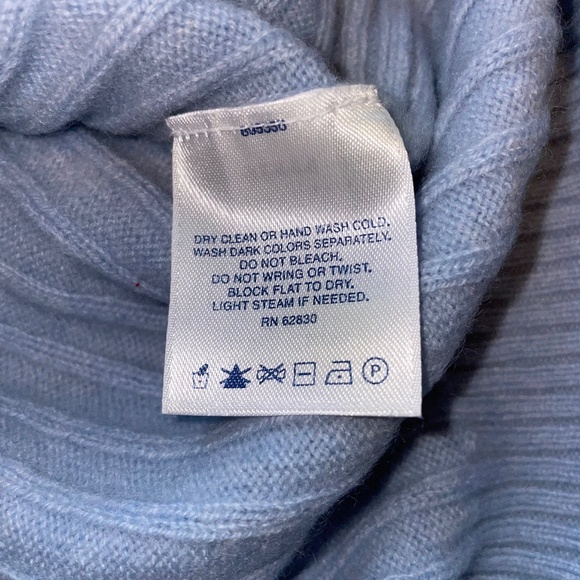 DRY CLEAN OR HAND WASH COLD.
WASH DARK COLORS SEPARATELY.
DO NOT BLEACH.
DO NOT WRING OR TWIST.
BLOCK FLAT TO DRY.
LIGHT STEAM IF NEEDED.
RN 62830
P